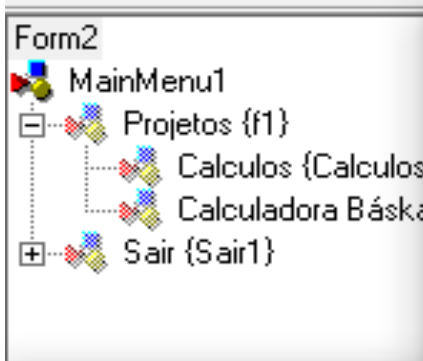 Form2
MainMenu1
Projetos {f1}
Calculos {Calculos
Calculadora Báska
Sair {Sair1}